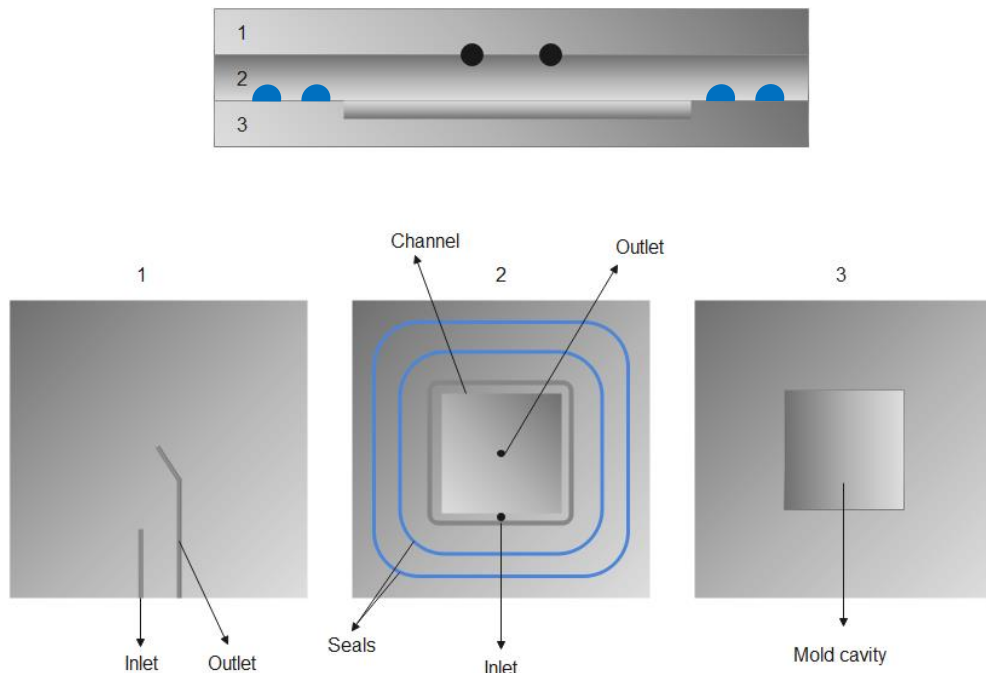 1
2
3
Channel
Outlet
1
2
3
Inlet
Outlet
Seals
Inlet
Mold cavity